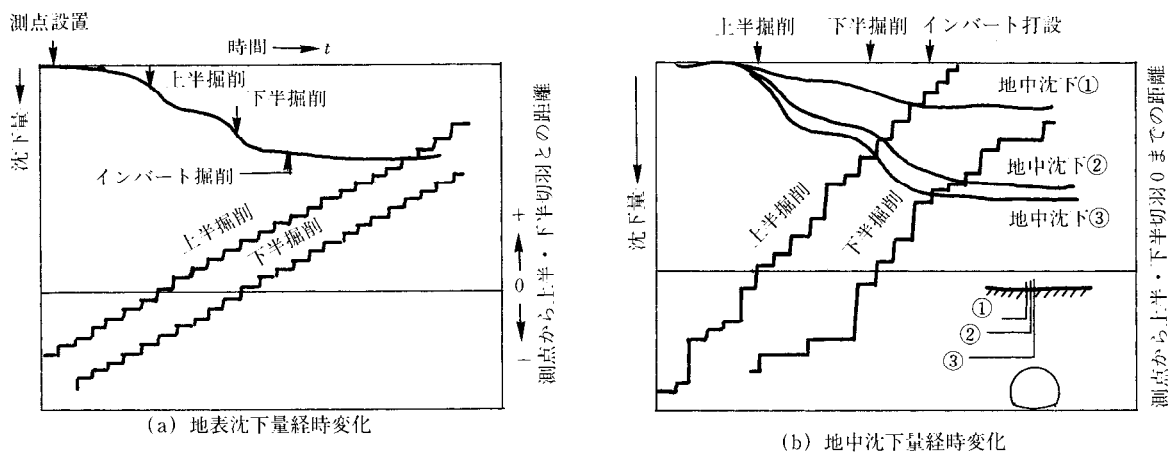 測点設置
時間 → t
上半掘削
下半掘削
沈下量
インバート掘削
上半掘削
下半掘削
+
0
−
測点から上半・下半切羽との距離
(a) 地表沈下量経時変化
上半掘削
下半掘削
インバート打設
地中沈下①
地中沈下②
地中沈下③
沈下量
上半掘削
下半掘削
①
②
③
測点から上半・下半切羽0までの距離
(b) 地中沈下量経時変化